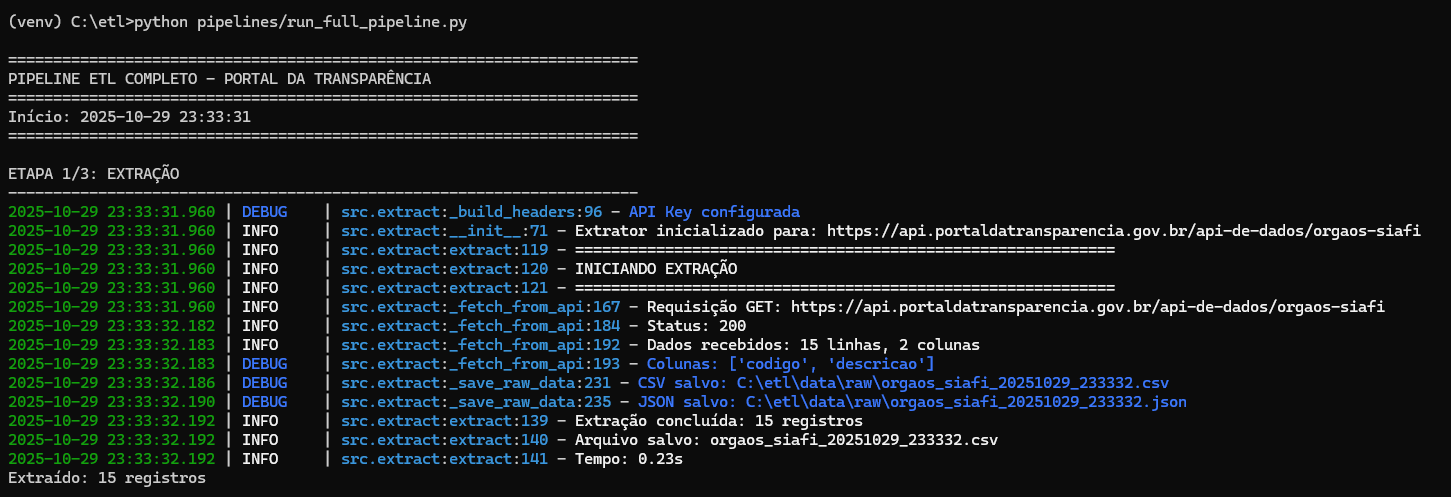 (venv) C:\etl>python pipelines/run_full_pipeline.py
======================================================================
PIPELINE ETL COMPLETO - PORTAL DA TRANSPARÊNCIA
======================================================================
Início: 2025-10-29 23:33:31
======================================================================
ETAPA 1/3: EXTRAÇÃO
----------------------------------------------------------------------
2025-10-29 23:33:31.960 | DEBUG    | src.extract:_build_headers:96 - API Key configurada
2025-10-29 23:33:31.960 | INFO     | src.extract:__init__:71 - Extrator inicializado para: https://api.portaldatransparencia.gov.br/api-de-dados/orgaos-siafi
2025-10-29 23:33:31.960 | INFO     | src.extract:extract:119 - ============================================================
2025-10-29 23:33:31.960 | INFO     | src.extract:extract:120 - INICIANDO EXTRAÇÃO
2025-10-29 23:33:31.960 | INFO     | src.extract:extract:121 - ============================================================
2025-10-29 23:33:31.960 | INFO     | src.extract:_fetch_from_api:167 - Requisição GET: https://api.portaldatransparencia.gov.br/api-de-dados/orgaos-siafi
2025-10-29 23:33:32.182 | INFO     | src.extract:_fetch_from_api:184 - Status: 200
2025-10-29 23:33:32.183 | INFO     | src.extract:_fetch_from_api:192 - Dados recebidos: 15 linhas, 2 colunas
2025-10-29 23:33:32.183 | DEBUG    | src.extract:_fetch_from_api:193 - Colunas: ['codigo', 'descricao']
2025-10-29 23:33:32.186 | DEBUG    | src.extract:_save_raw_data:231 - CSV salvo: C:\etl\data\raw\orgaos_siafi_20251029_233332.csv
2025-10-29 23:33:32.190 | DEBUG    | src.extract:_save_raw_data:235 - JSON salvo: C:\etl\data\raw\orgaos_siafi_20251029_233332.json
2025-10-29 23:33:32.192 | INFO     | src.extract:extract:139 - Extração concluída: 15 registros
2025-10-29 23:33:32.192 | INFO     | src.extract:extract:140 - Arquivo salvo: orgaos_siafi_20251029_233332.csv
2025-10-29 23:33:32.192 | INFO     | src.extract:extract:141 - Tempo: 0.23s
Extraído: 15 registros